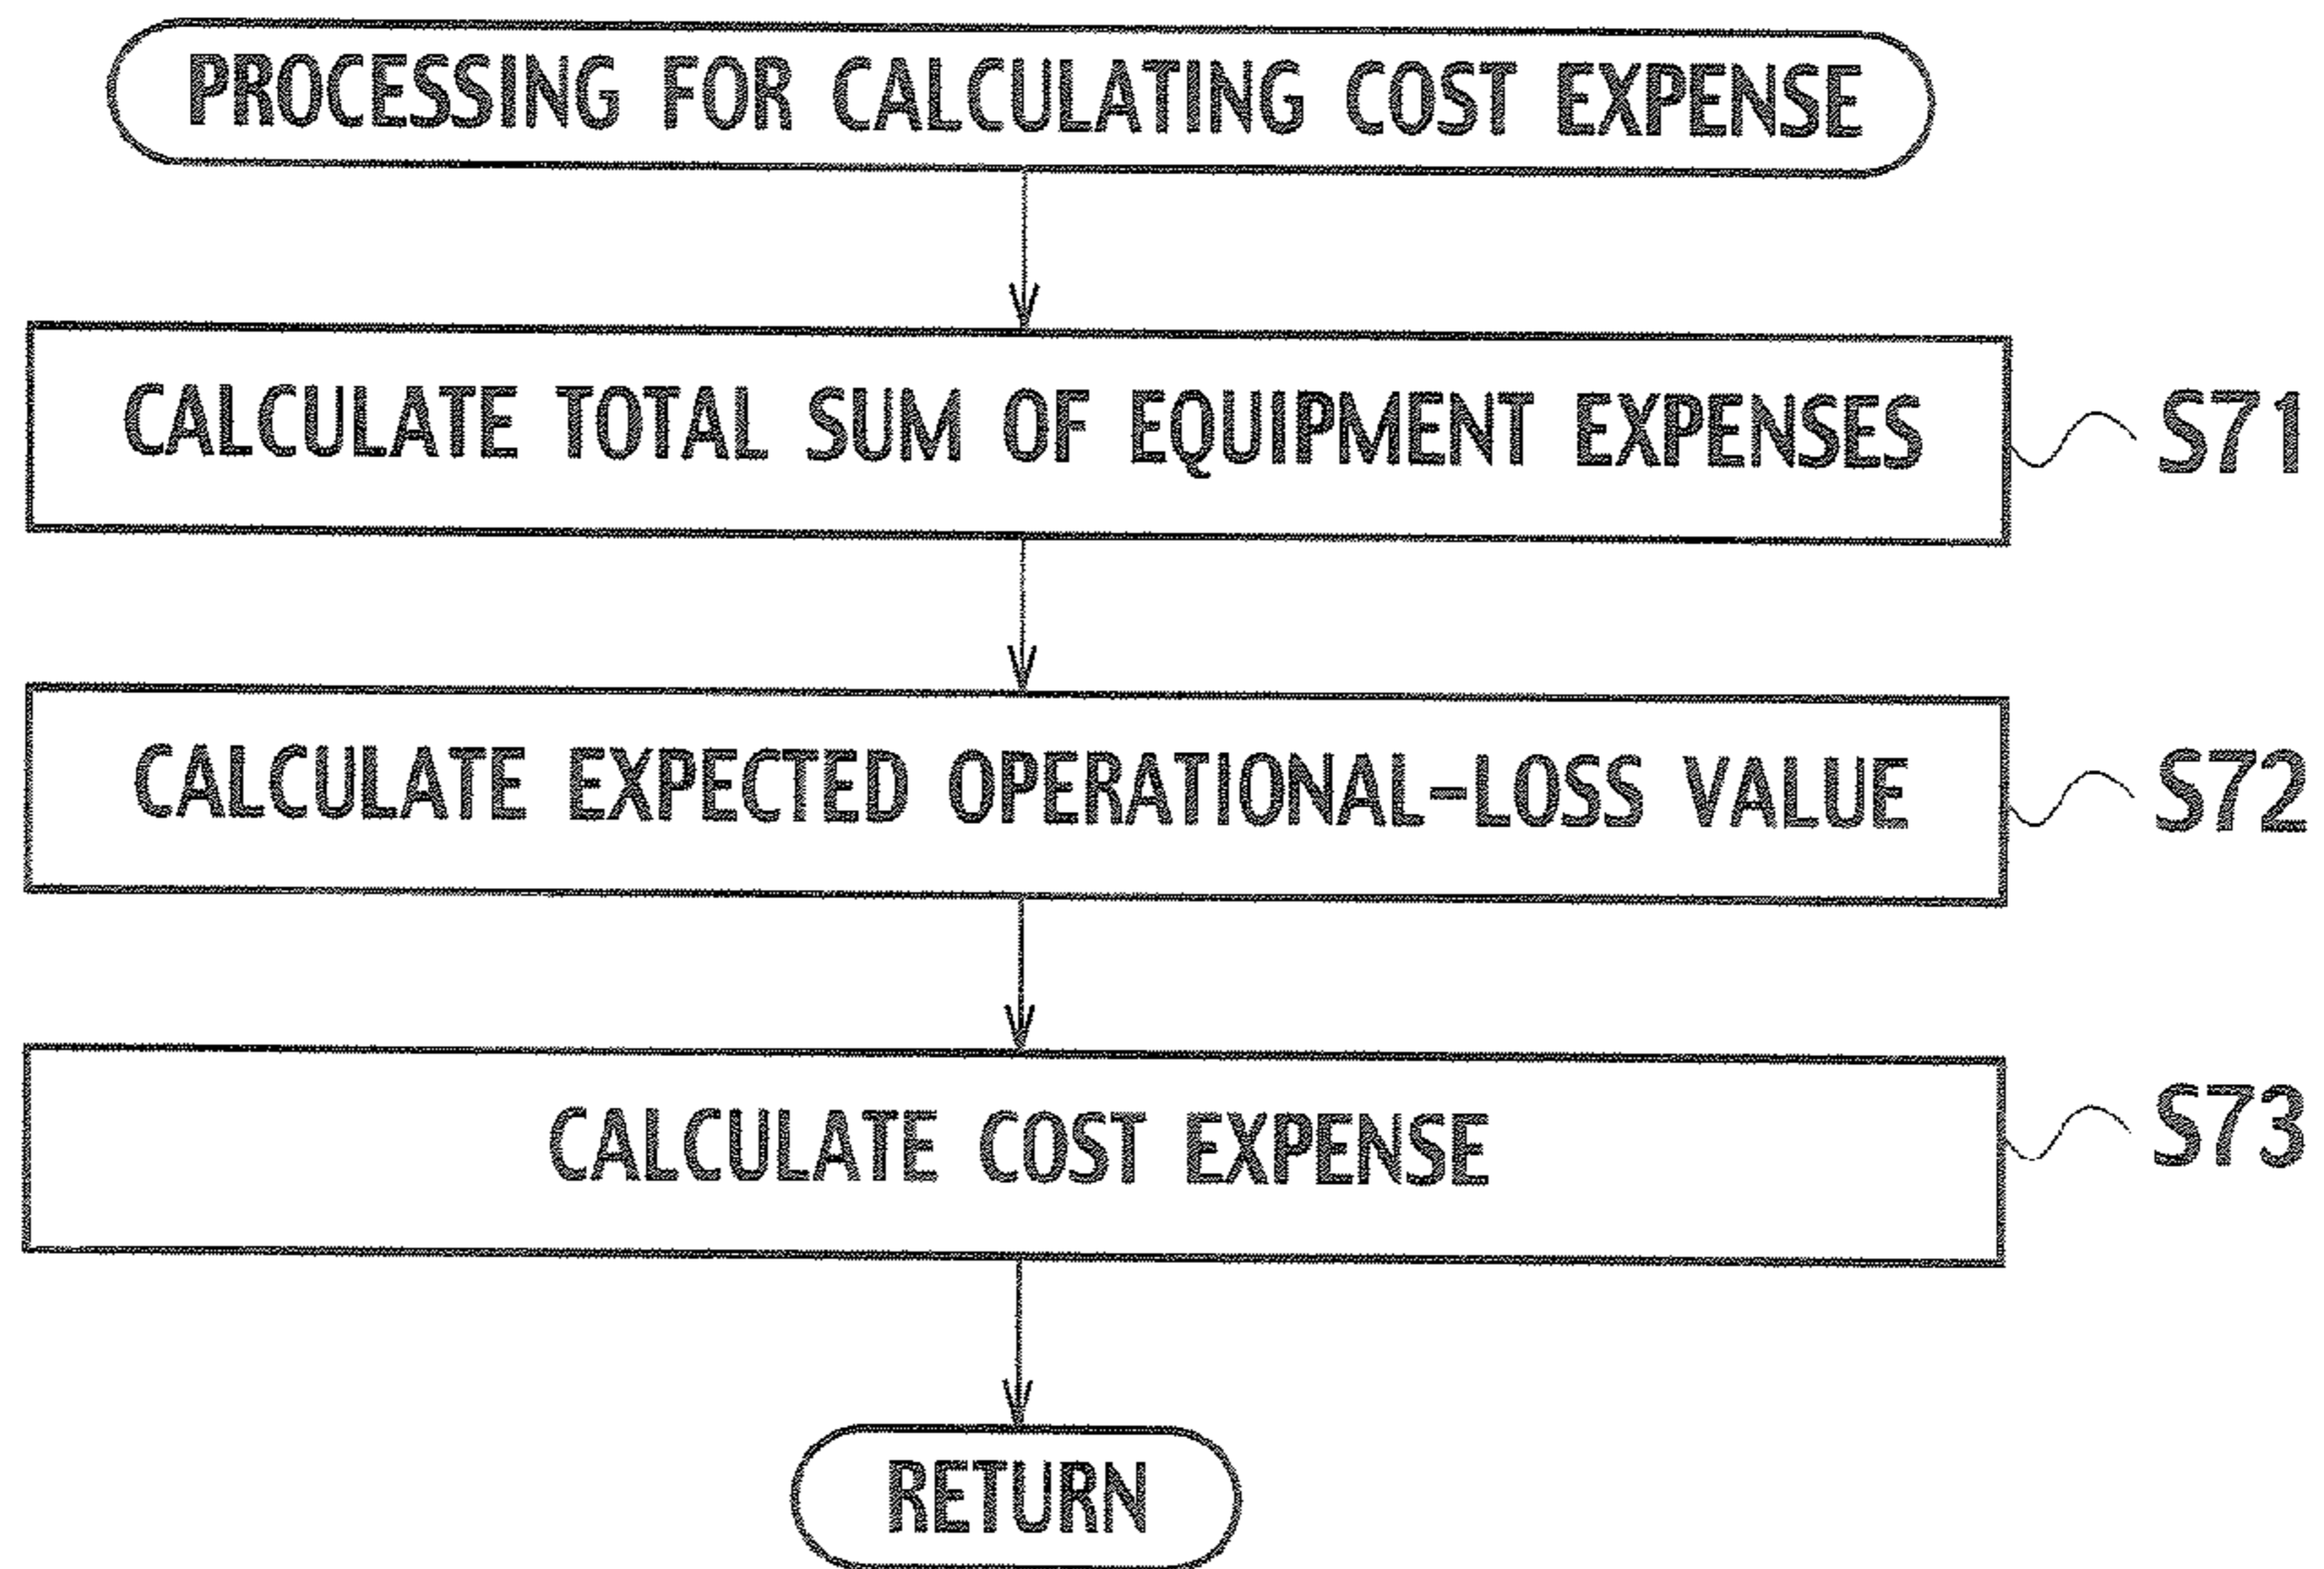 PROCESSING FOR CALCULATING COST EXPENSE
CALCULATE TOTAL SUM OF EQUIPMENT EXPENSES
S71
CALCULATE EXPECTED OPERATIONAL-LOSS VALUE
S72
CALCULATE COST EXPENSE
S73
RETURN